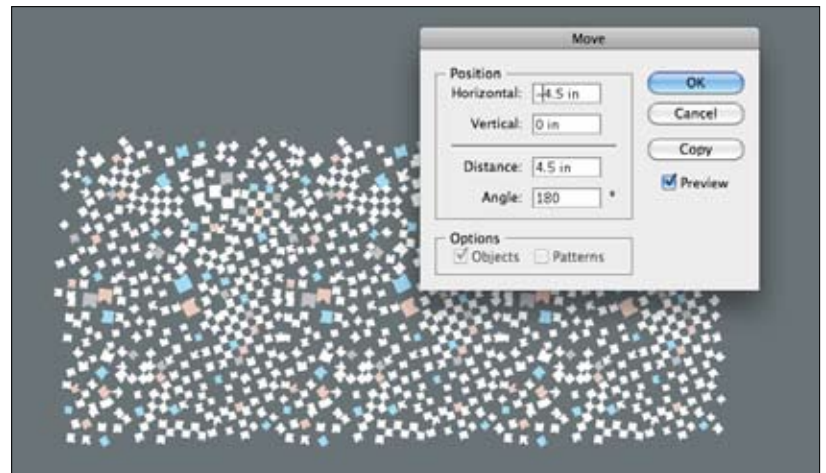 Move
Position
Horizontal: -4.5 in
Vertical: 0 in
Distance: 4.5 in
Angle: 180 °
OK
Cancel
Copy
Preview
Options
Objects Patterns